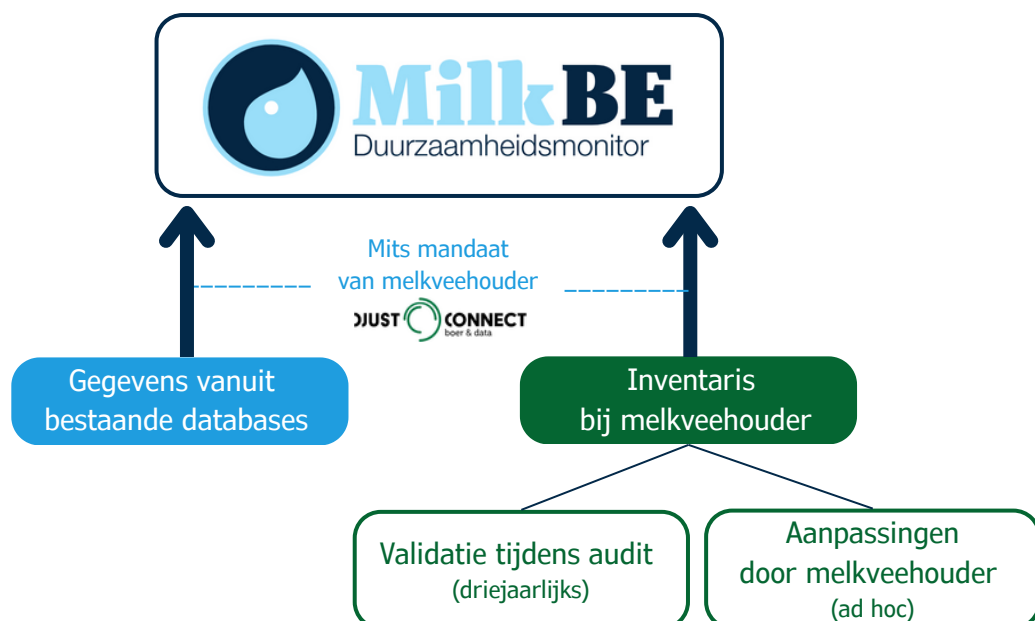 MilkBE
Duurzaamheidsmonitor
Mits mandaat
van melkveehouder
DJUST CONNECT
boer & data
Gegevens vanuit
bestaande databases
Inventaris
bij melkveehouder
Validatie tijdens audit
(driejaarlijks)
Aanpassingen
door melkveehouder
(ad hoc)